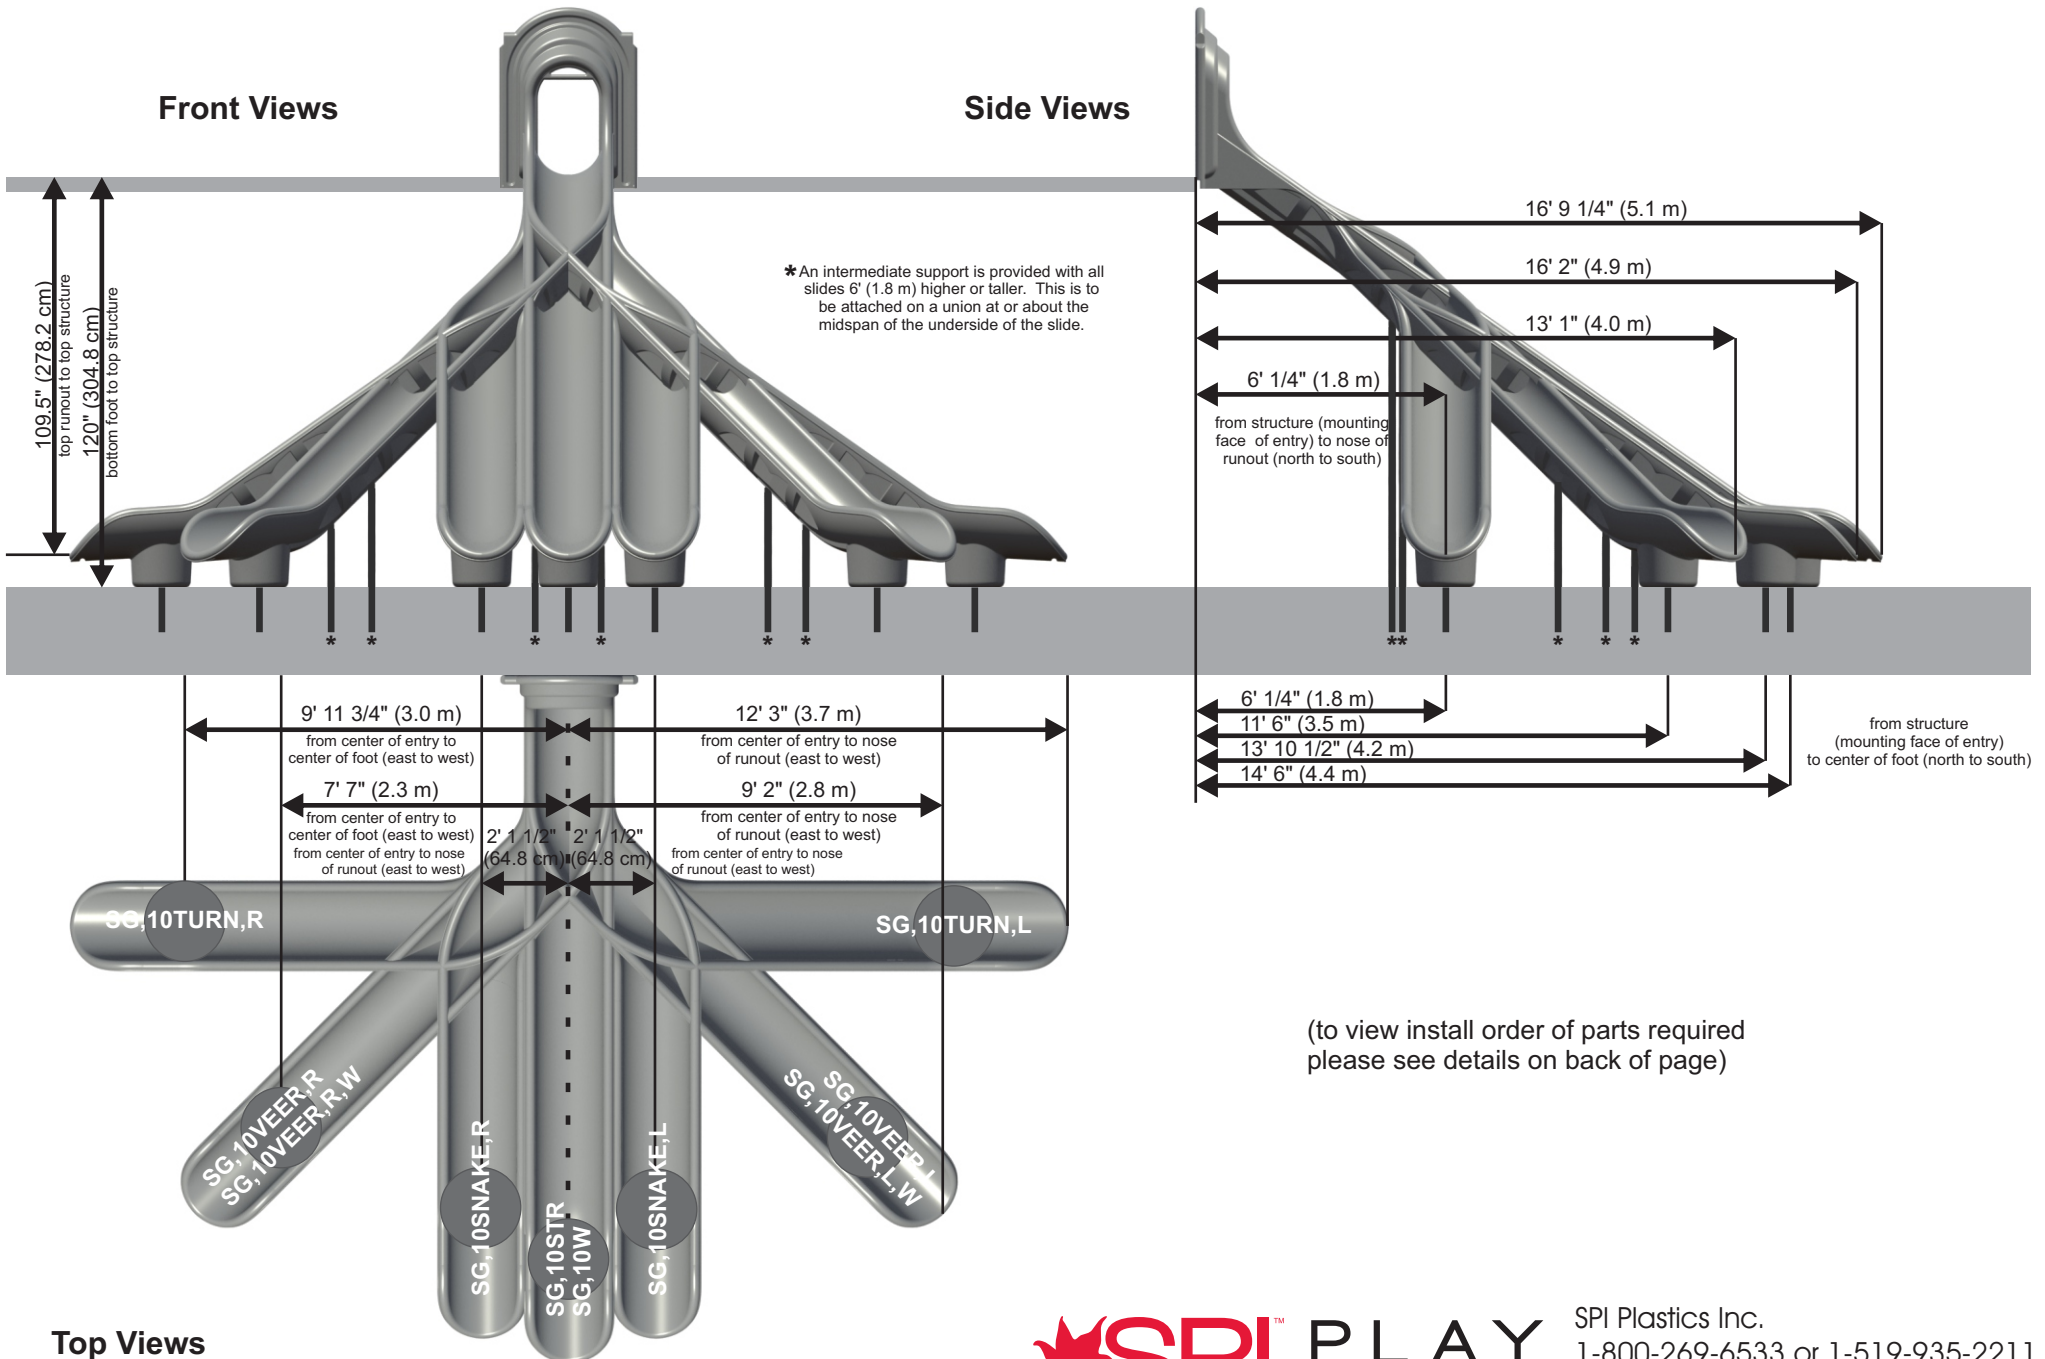 Front Views
Side Views
109.5" (278.2 cm)
top runout to top structure
120" (304.8 cm)
bottom foot to top structure
*An intermediate support is provided with all
slides 6' (1.8 m) higher or taller. This is to
be attached on a union at or about the
midspan of the underside of the slide.
16' 9 1/4" (5.1 m)
16' 2" (4.9 m)
13' 1" (4.0 m)
6' 1/4" (1.8 m)
from structure (mounting
face of entry) to nose of
runout (north to south)
* * * * * * ** * * *
9' 11 3/4" (3.0 m)
from center of entry to
center of foot (east to west)
12' 3" (3.7 m)
from center of entry to nose
of runout (east to west)
7' 7" (2.3 m)
from center of entry to
center of foot (east to west)
from center of entry to nose
of runout (east to west)
9' 2" (2.8 m)
from center of entry to nose
of runout (east to west)
2' 1 1/2"
(64.8 cm)
2' 1 1/2"
(64.8 cm)
from center of entry to nose
of runout (east to west)
6' 1/4" (1.8 m)
11' 6" (3.5 m)
13' 10 1/2" (4.2 m)
14' 6" (4.4 m)
from structure
(mounting face of entry)
to center of foot (north to south)
SG,10TURN,R
SG,10TURN,L
SG,10VEER,R
SG,10VEER,R,W
SG,10SNAKE,R
SG,10STR
SG,10W
SG,10SNAKE,L
SG,10VEER,L
SG,10VEER,L,W
(to view install order of parts required
please see details on back of page)
Top Views
SPI™ PLAY
SPI Plastics Inc.
1-800-269-6533 or 1-519-935-2211